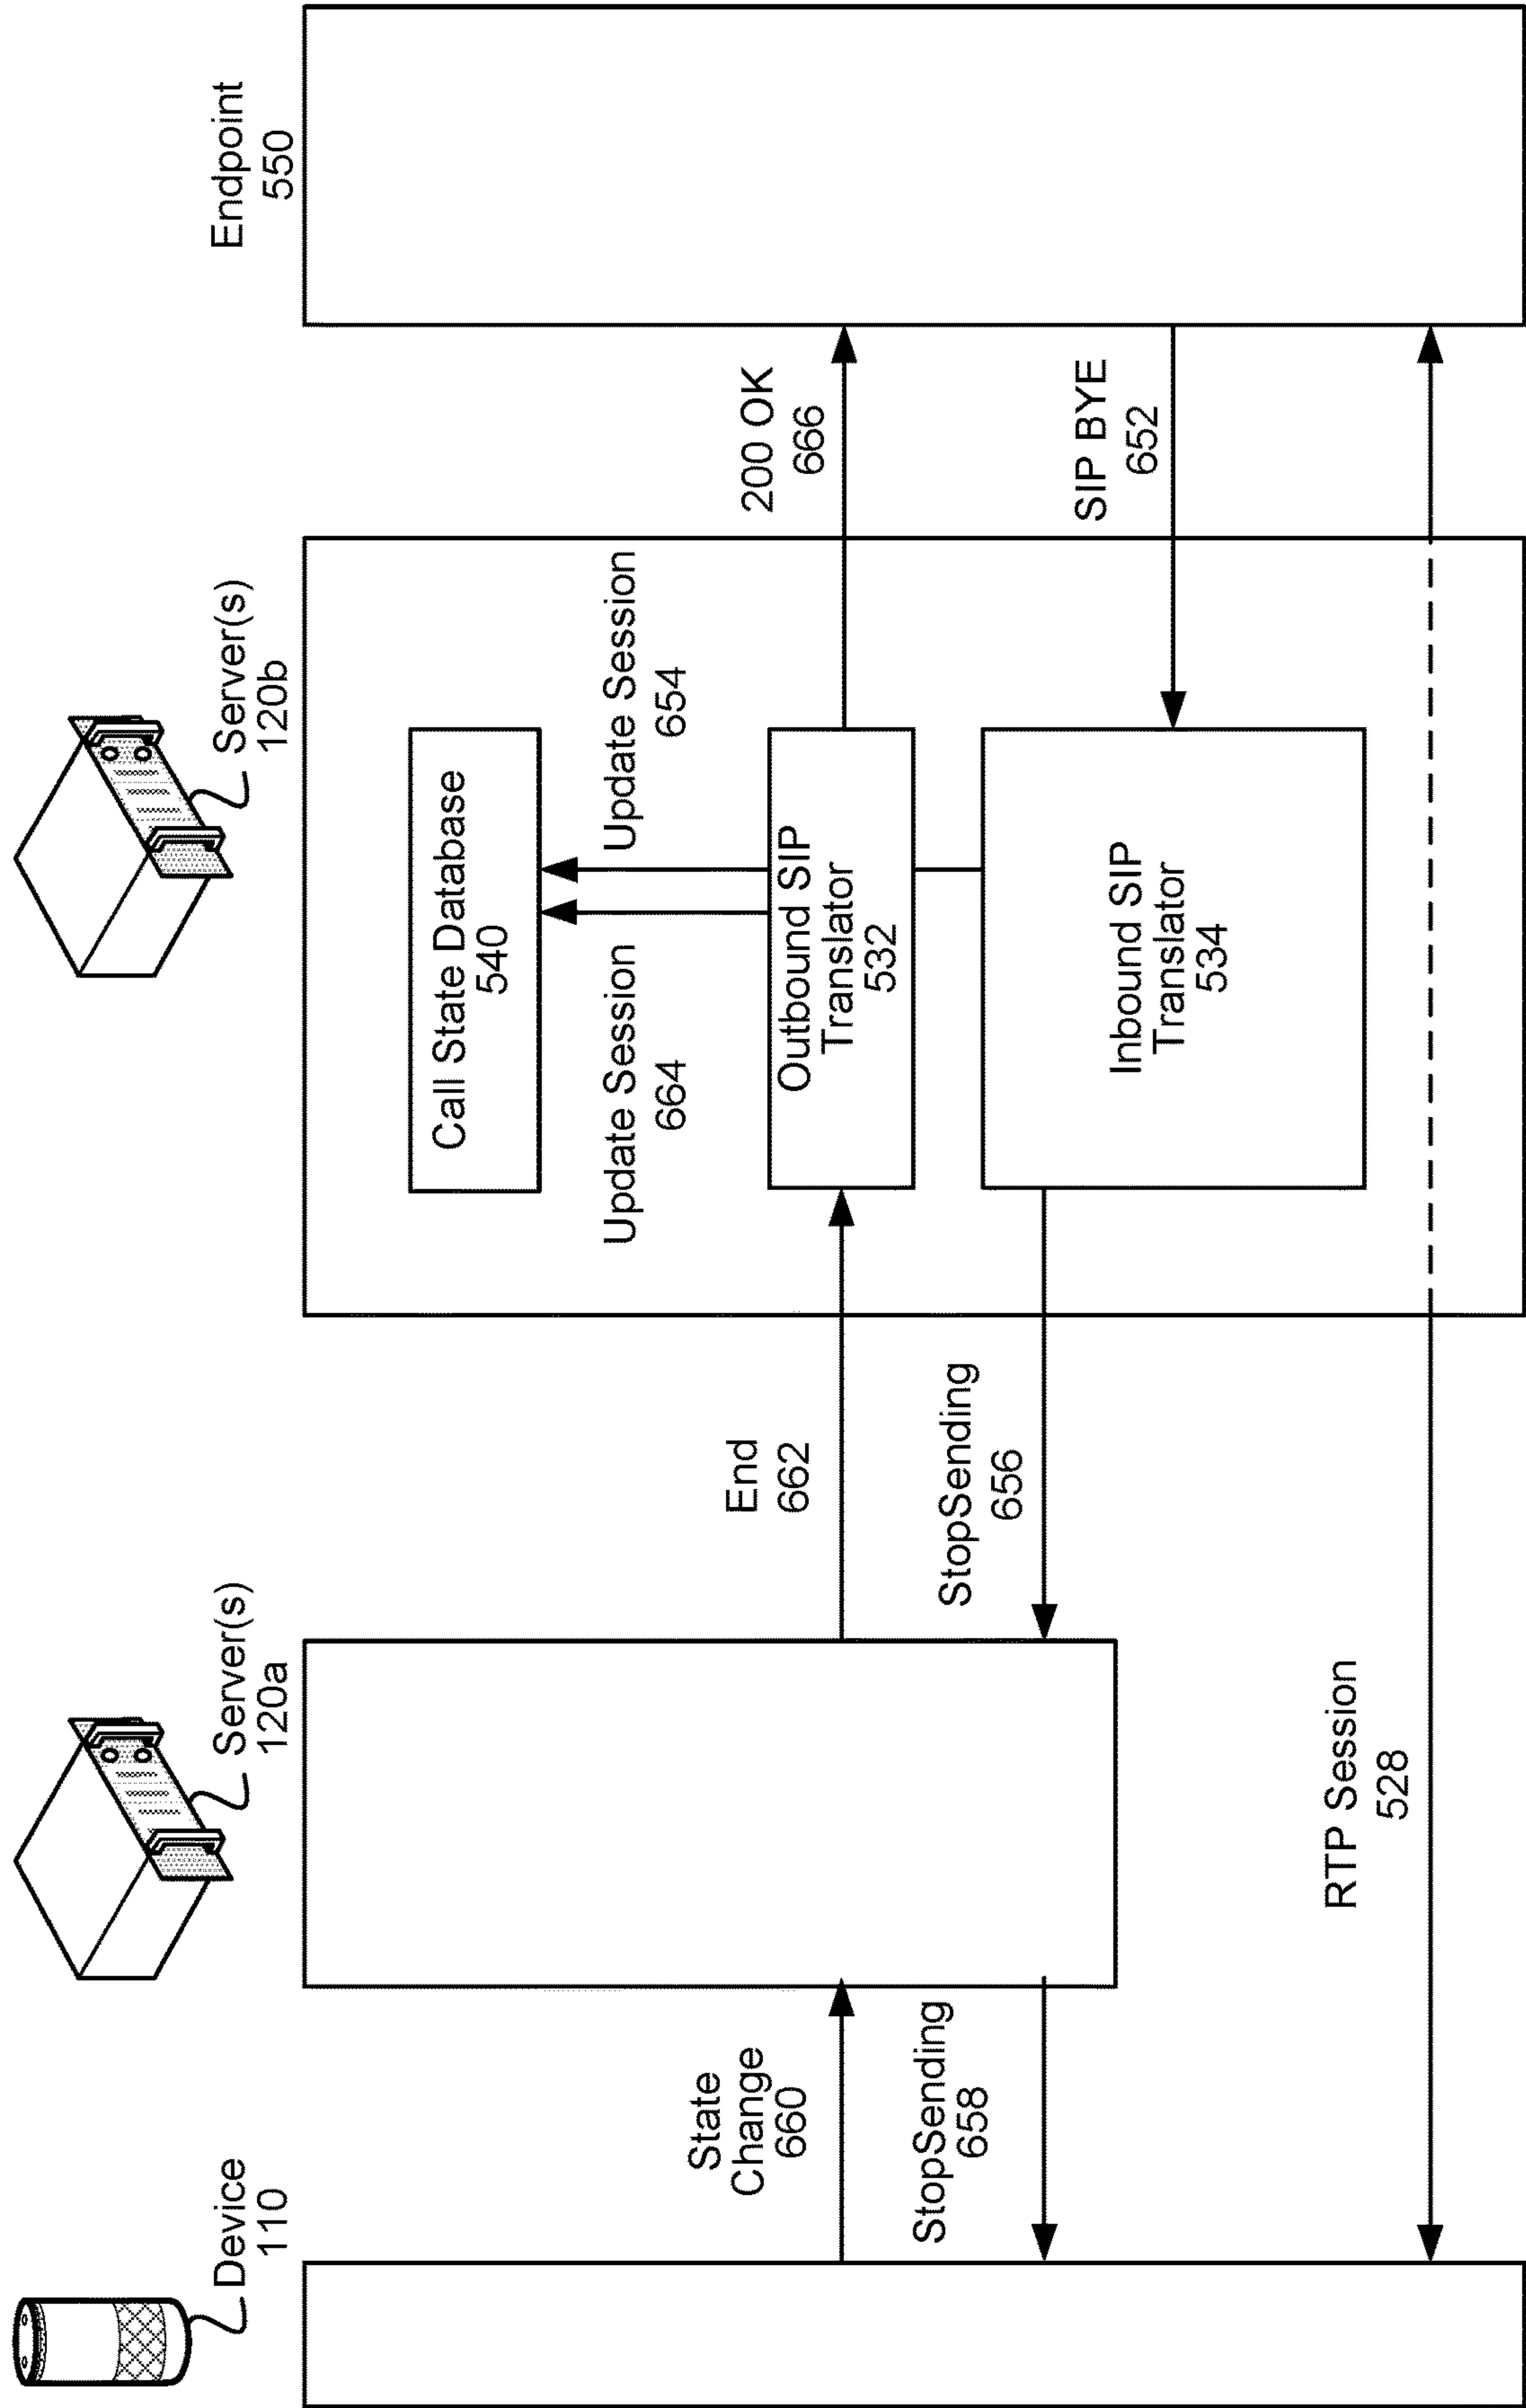 Device
110
Server(s)
120a
Server(s)
120b
Endpoint
550
Call State Database
540
Update Session
664
Update Session
654
State
Change
660
End
662
Outbound SIP
Translator
532
200 OK
666
StopSending
658
StopSending
656
Inbound SIP
Translator
534
SIP BYE
652
RTP Session
528